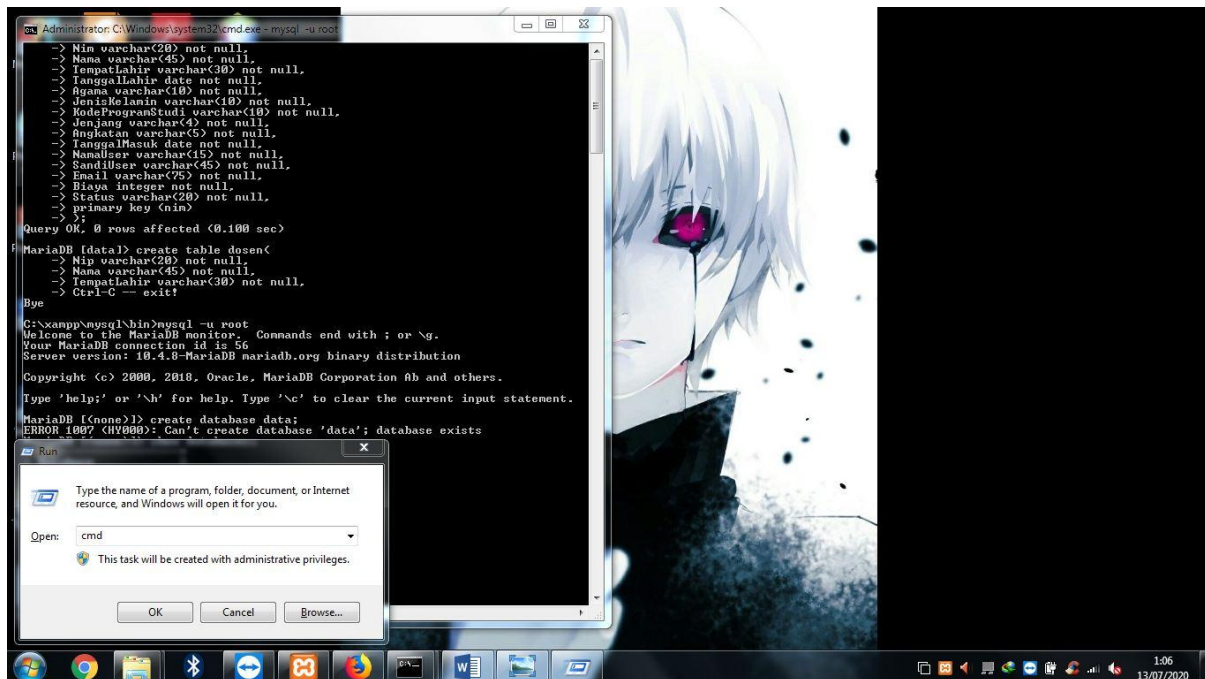 Administrator: C:\Windows\system32\cmd.exe - mysql -u root
-> Nim varchar(20) not null,
-> Nama varchar(45) not null,
-> TempatLahir varchar(30) not null,
-> TanggalLahir date not null,
-> Agama varchar(10) not null,
-> JenisKelamin varchar(10) not null,
-> KodeProgramStudi varchar(10) not null,
-> Jenjang varchar(4) not null,
-> Angkatan varchar(5) not null,
-> TanggalMasuk date not null,
-> NamaUser varchar(15) not null,
-> SandiUser varchar(45) not null,
-> Email varchar(75) not null,
-> Biaya integer not null,
-> Status varchar(20) not null,
-> primary key (nim)
-> );
Query OK, 0 rows affected (0.100 sec)
MariaDB [data]> create table dosen(
-> Nip varchar(20) not null,
-> Nama varchar(45) not null,
-> TempatLahir varchar(30) not null,
-> Ctrl-C -- exit!
Bye
C:\xampp\mysql\bin>mysql -u root
Welcome to the MariaDB monitor.  Commands end with ; or \g.
Your MariaDB connection id is 56
Server version: 10.4.8-MariaDB mariadb.org binary distribution
Copyright (c) 2000, 2018, Oracle, MariaDB Corporation Ab and others.
Type 'help;' or '\h' for help. Type '\c' to clear the current input statement.
MariaDB [(none)]> create database data;
ERROR 1007 (HY000): Can't create database 'data'; database exists
Run
Type the name of a program, folder, document, or Internet
resource, and Windows will open it for you.
Open: cmd
This task will be created with administrative privileges.
OK Cancel Browse...
1:06
13/07/2020